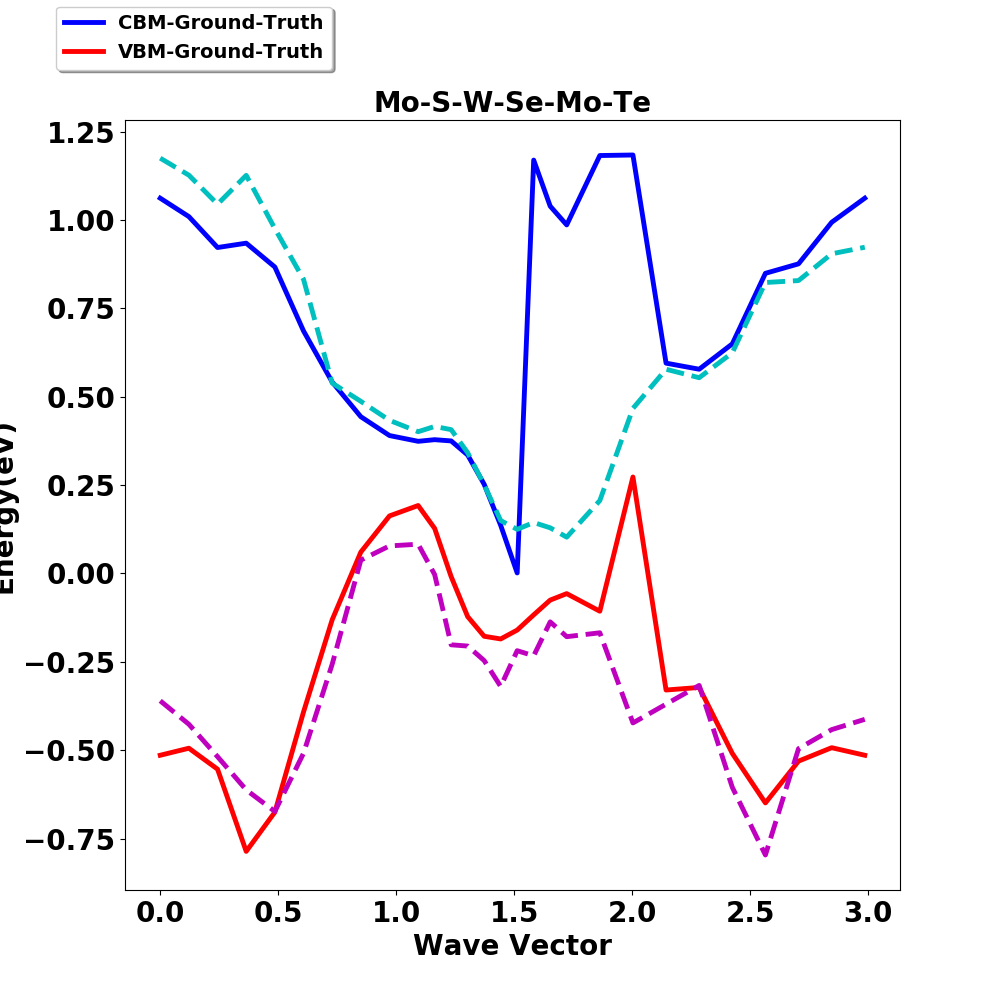 CBM-Ground-Truth
VBM-Ground-Truth
Mo-S-W-Se-Mo-Te
1.25
1.00
0.75
0.50
0.25
0.00
−0.25
−0.50
−0.75
Energy(eV)
0.0 0.5 1.0 1.5 2.0 2.5 3.0
Wave Vector